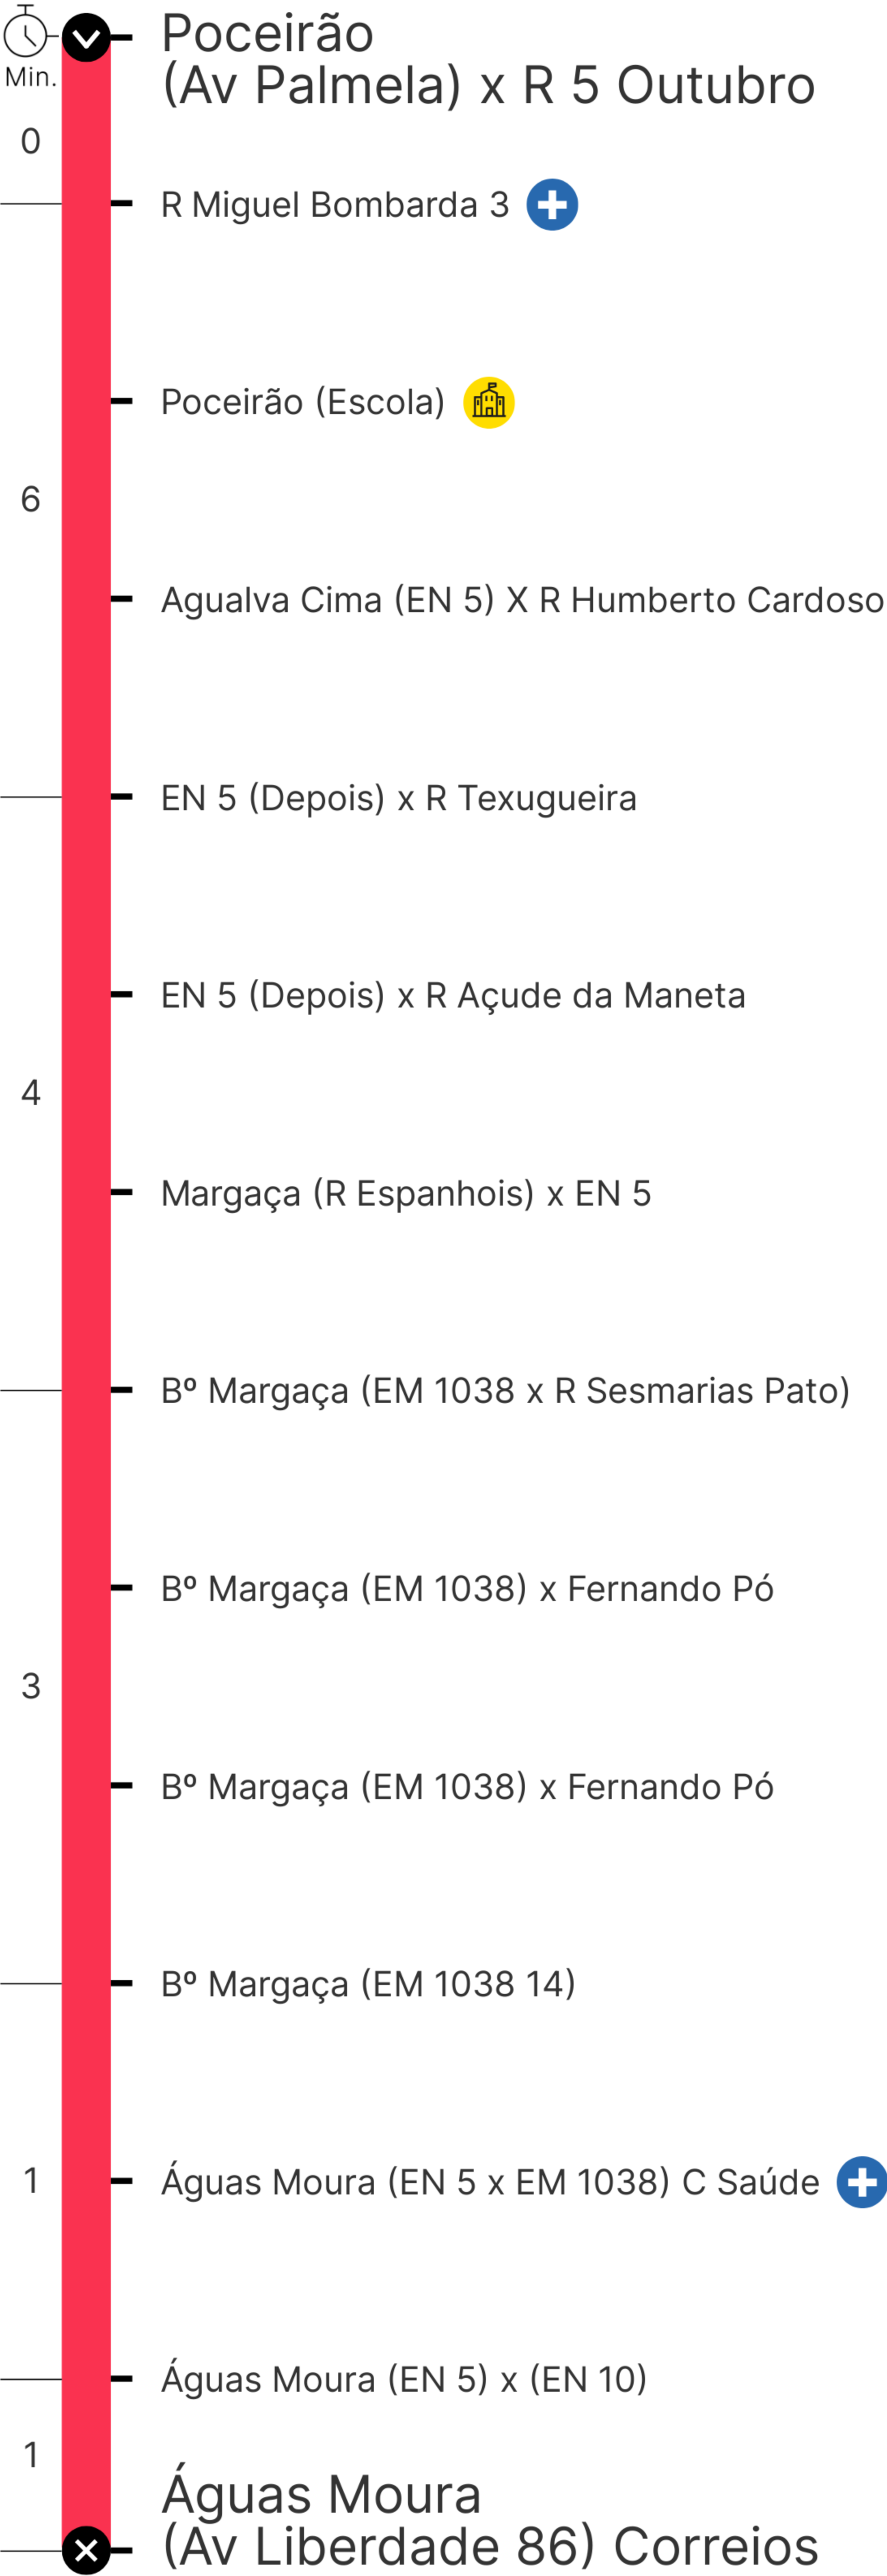 Min.
Poceirão
(Av Palmela) x R 5 Outubro
0
R Miguel Bombarda 3
Poceirão (Escola)
6
Agualva Cima (EN 5) X R Humberto Cardoso
EN 5 (Depois) x R Texugueira
EN 5 (Depois) x R Açude da Maneta
4
Margaça (R Espanhois) x EN 5
Bº Margaça (EM 1038 x R Sesmarias Pato)
Bº Margaça (EM 1038) x Fernando Pó
3
Bº Margaça (EM 1038) x Fernando Pó
Bº Margaça (EM 1038 14)
1
Águas Moura (EN 5 x EM 1038) C Saúde
Águas Moura (EN 5) x (EN 10)
1
Águas Moura
(Av Liberdade 86) Correios